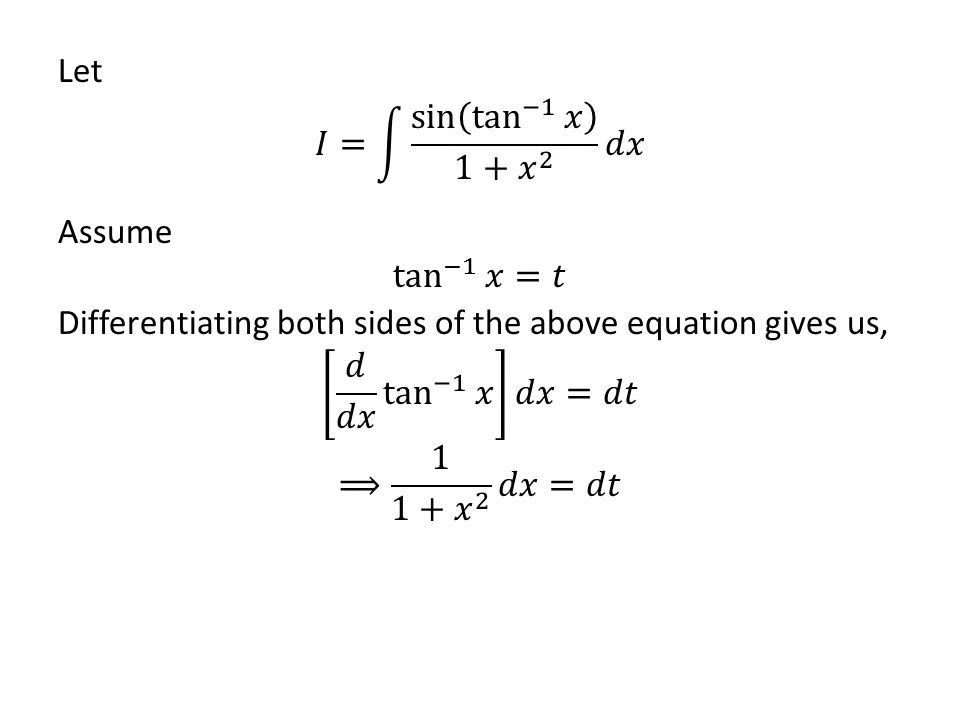 Let
I = ∫ sin(tan⁻¹ x) / (1 + x²) dx
Assume
tan⁻¹ x = t
Differentiating both sides of the above equation gives us,
[d/dx tan⁻¹ x] dx = dt
⟹ 1 / (1 + x²) dx = dt